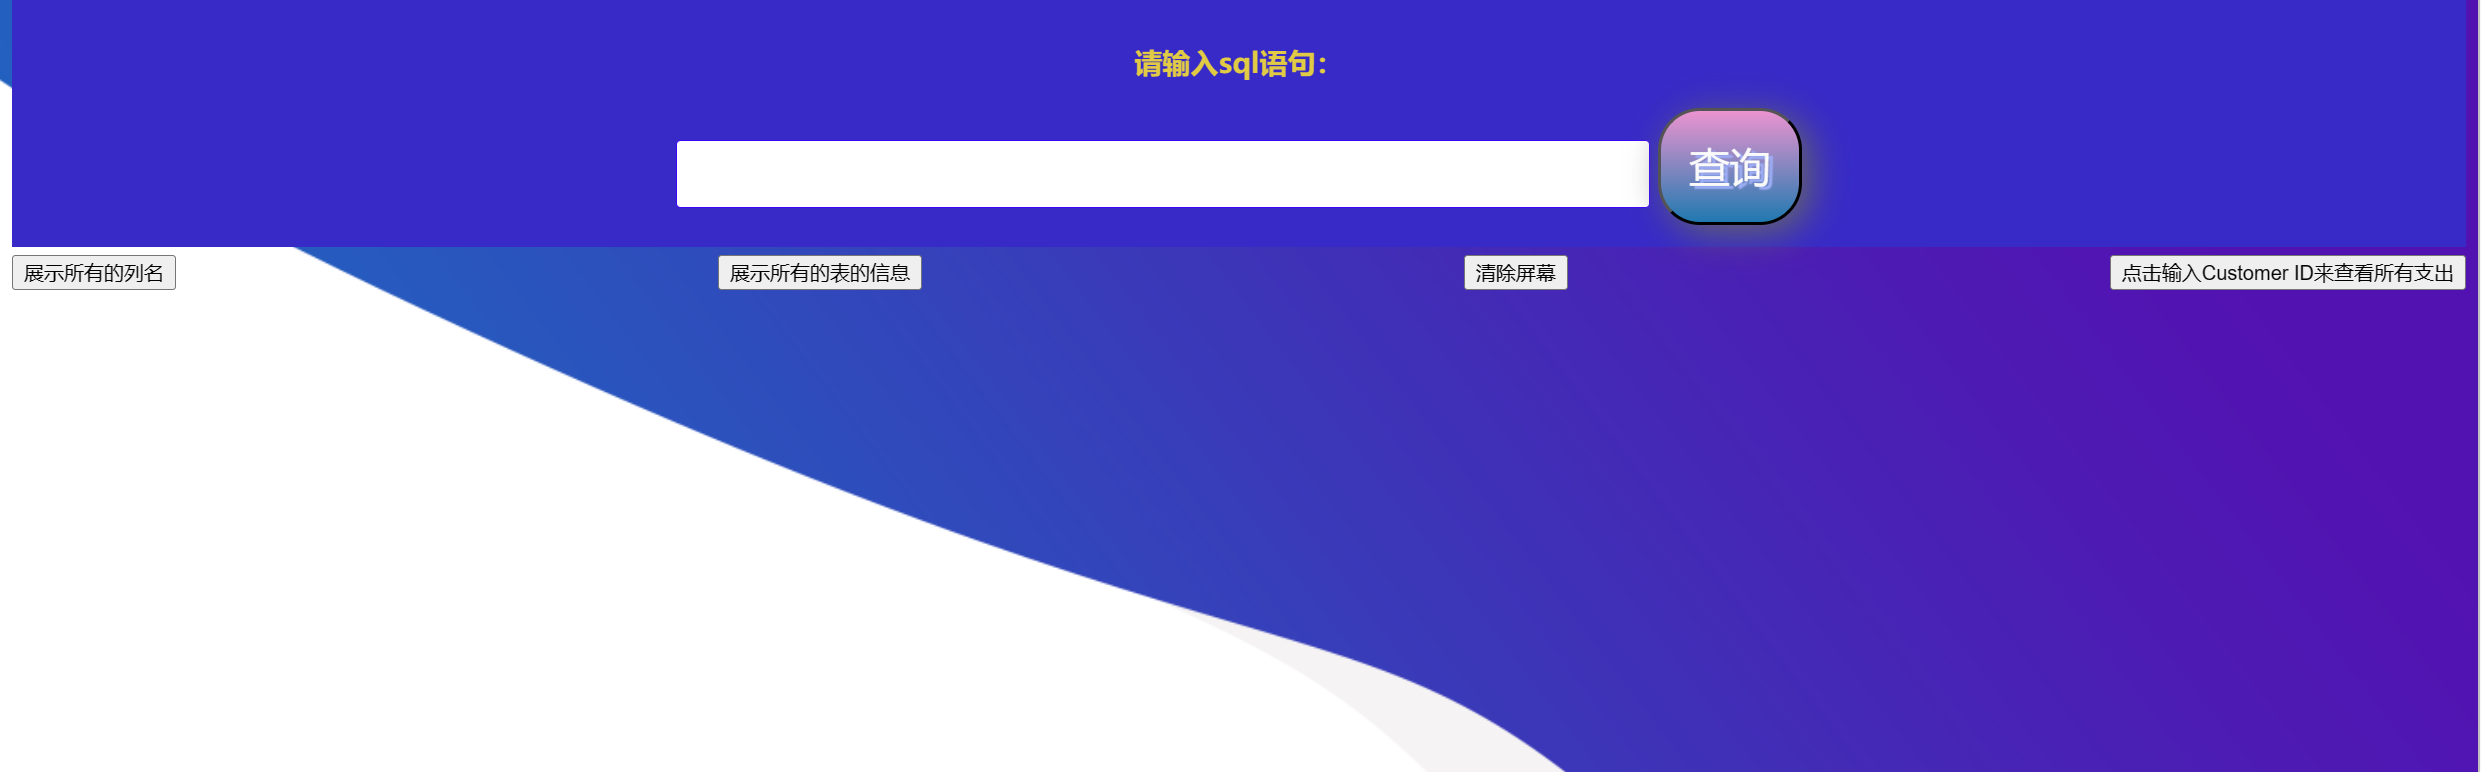 请输入sql语句：
查询
展示所有的列名
展示所有的表的信息
清除屏幕
点击输入Customer ID来查看所有支出